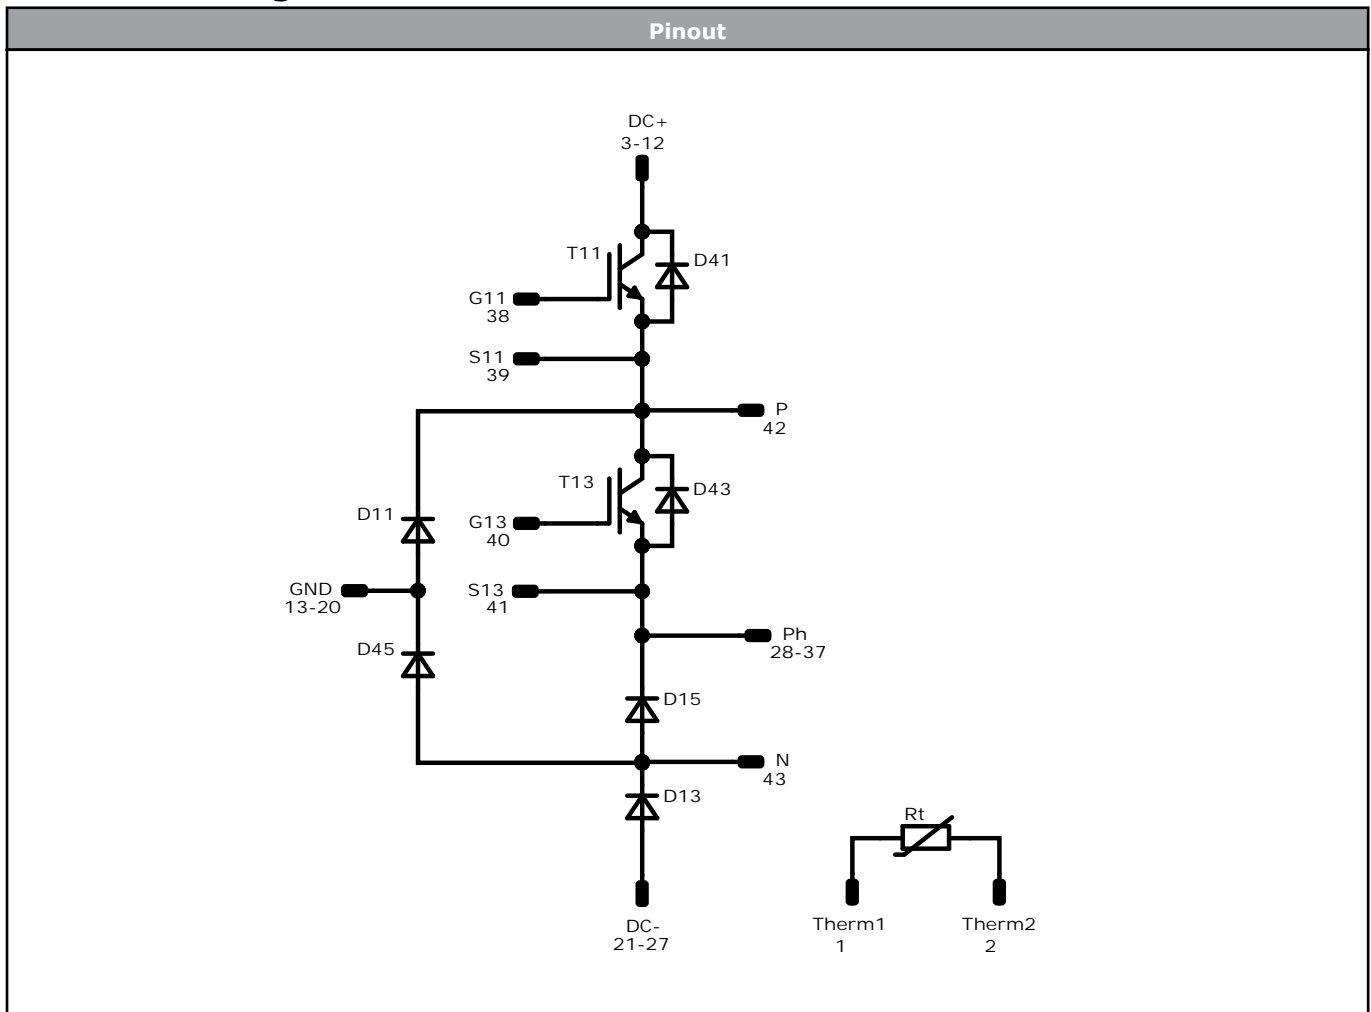 Pinout
DC+
3-12
T11
D41
G11
38
S11
39
P
42
T13
D43
D11
G13
40
GND
13-20
S13
41
Ph
28-37
D45
D15
N
43
D13
Rt
DC-
21-27
Therm1
1
Therm2
2